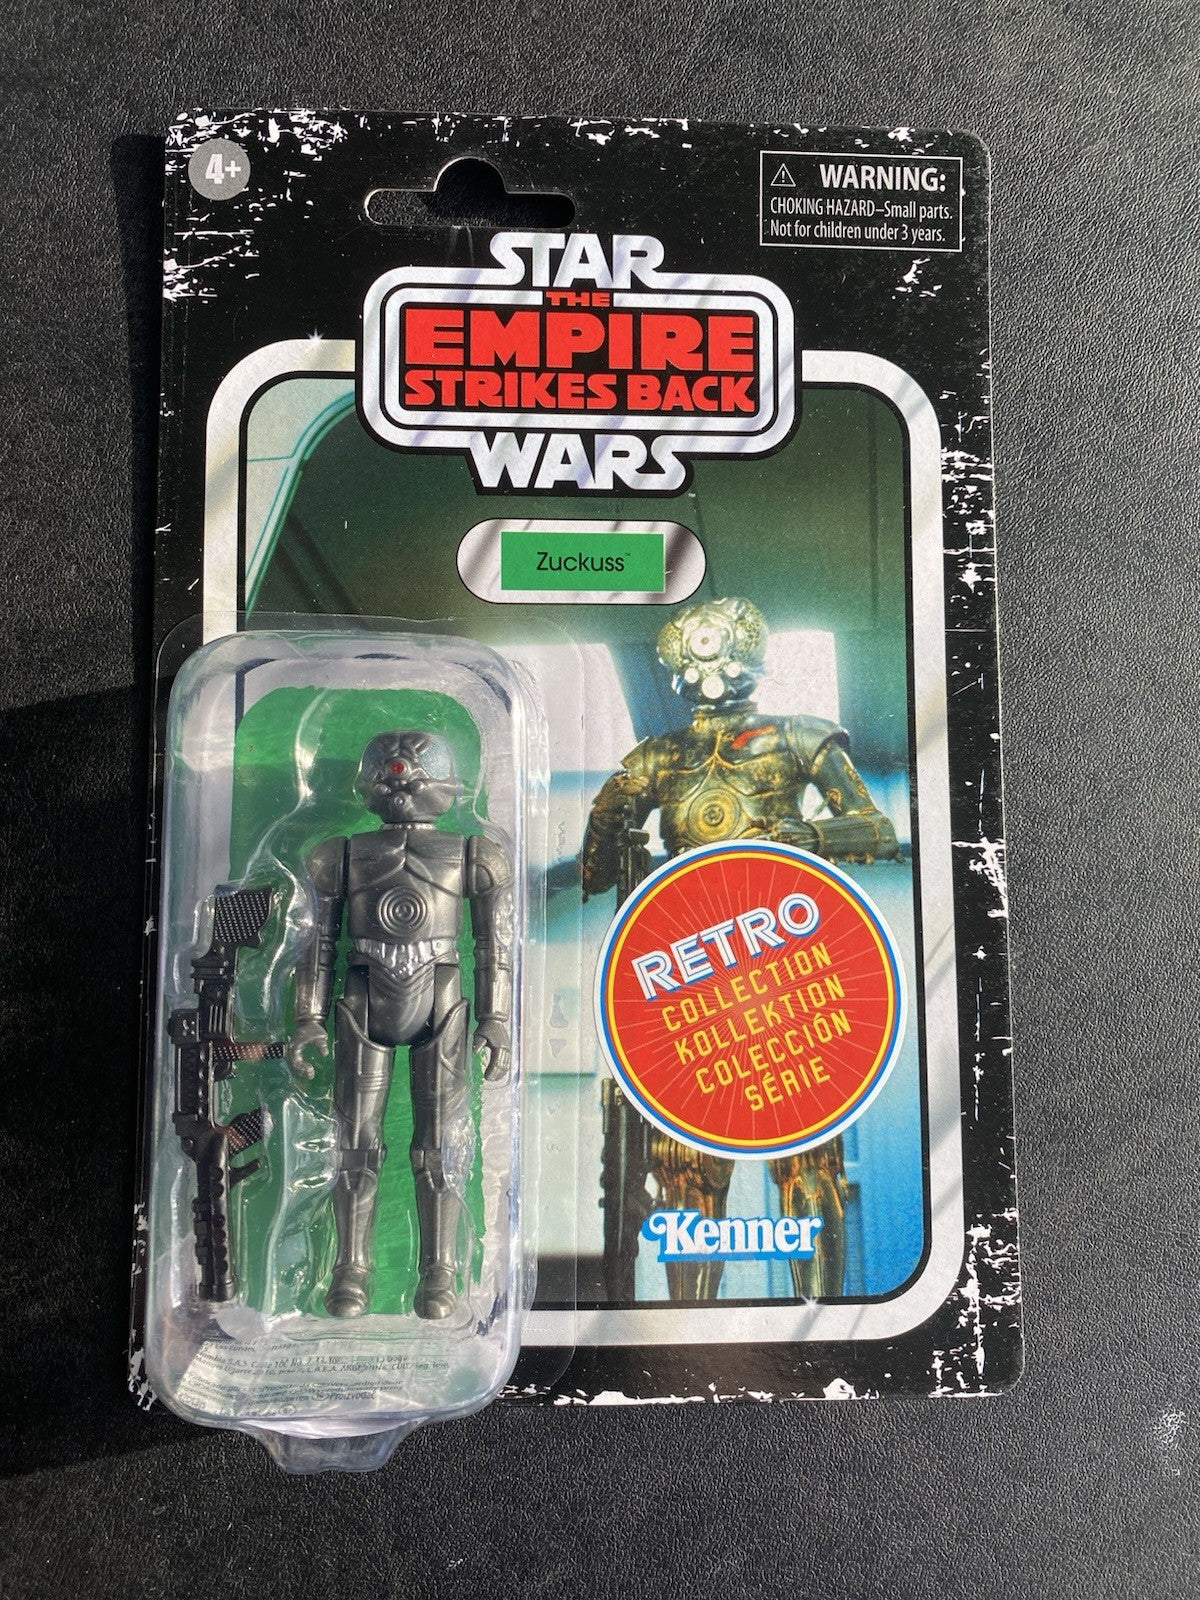 4+
WARNING:
CHOKING HAZARD–Small parts.
Not for children under 3 years.
STAR
THE
EMPIRE
STRIKES BACK
WARS
Zuckuss™
RETRO
COLLECTION
KOLLEKTION
COLECCIÓN
SÉRIE
Kenner